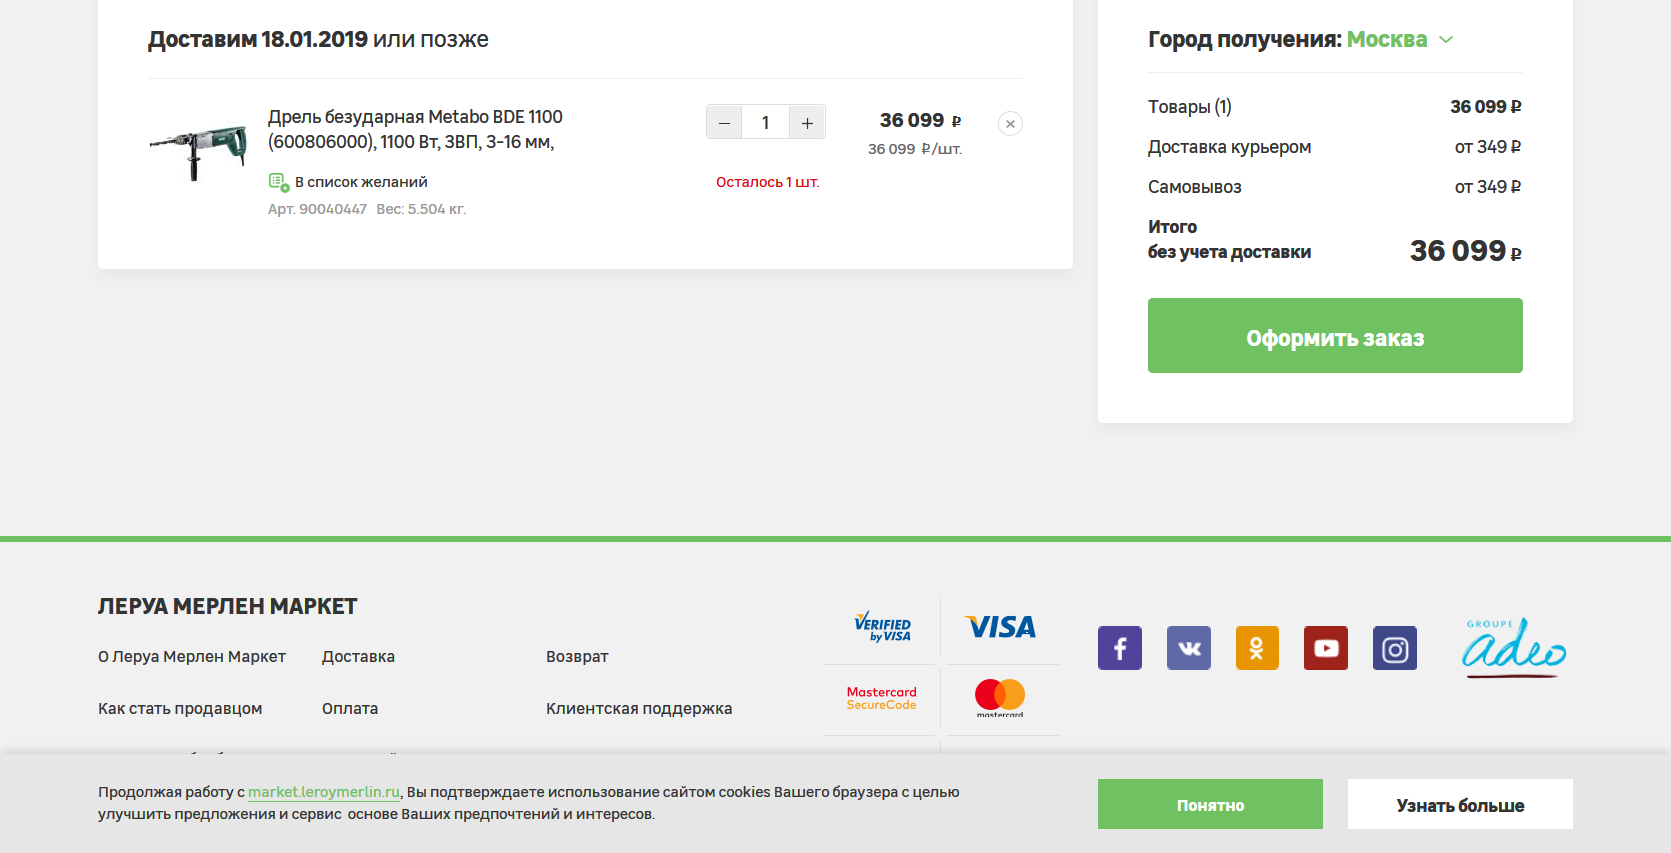 Доставим 18.01.2019 или позже
Дрель безударная Metabo BDE 1100
(600806000), 1100 Вт, ЗВП, 3-16 мм,
В список желаний
Арт. 90040447 Вес: 5.504 кг.
1
Осталось 1 шт.
36 099 ₽
36 099 ₽/шт.
Город получения: Москва
Товары (1) 36 099 ₽
Доставка курьером от 349 ₽
Самовывоз от 349 ₽
Итого
без учета доставки 36 099 ₽
Оформить заказ
ЛЕРУА МЕРЛЕН МАРКЕТ
О Леруа Мерлен Маркет Доставка Возврат
Как стать продавцом Оплата Клиентская поддержка
VERIFIED
by VISA
VISA
Mastercard
SecureCode
mastercard
GROUPE
adeo
Продолжая работу с market.leroymerlin.ru, Вы подтверждаете использование сайтом cookies Вашего браузера с целью
улучшить предложения и сервис основе Ваших предпочтений и интересов.
Понятно
Узнать больше